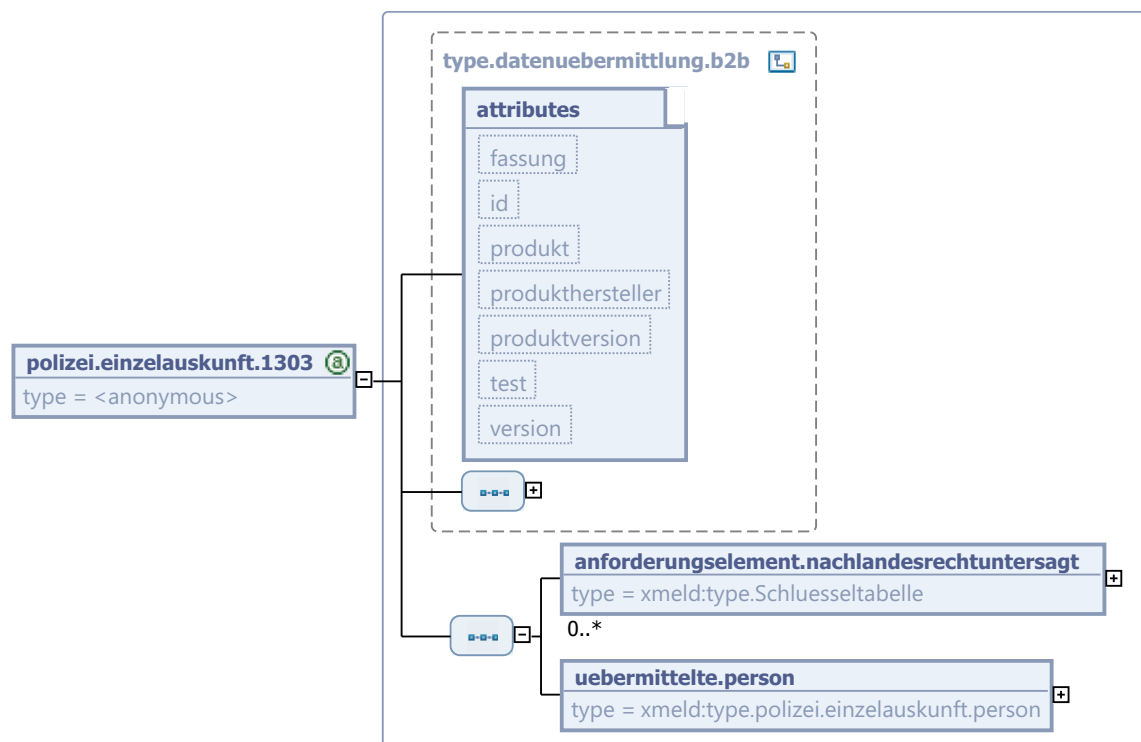 type.datenuebermittlung.b2b
attributes
fassung
id
produkt
produkthersteller
produktversion
test
version
polizei.einzelauskunft.1303 a
type = <anonymous>
anforderungselement.nachlandesrechtuntersagt
type = xmeld:type.Schluesseltabelle
0..*
uebermittelte.person
type = xmeld:type.polizei.einzelauskunft.person